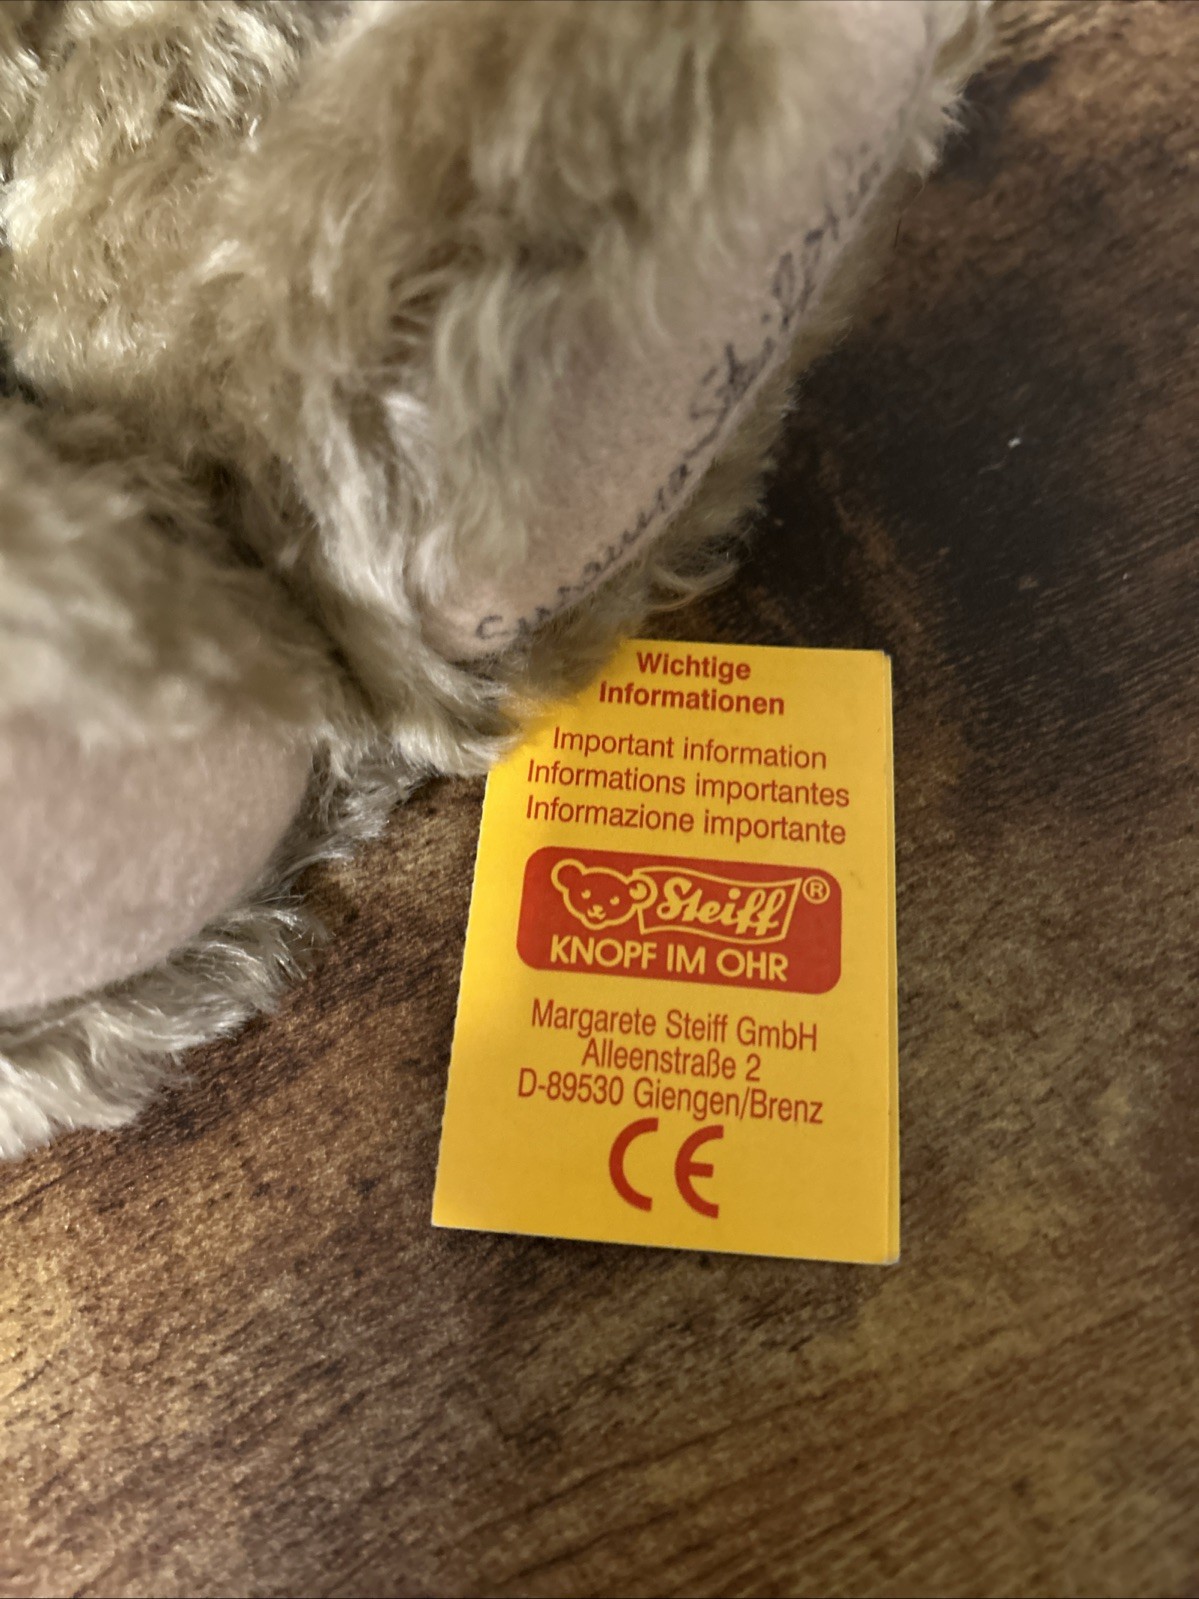 Wichtige
Informationen
Important information
Informations importantes
Informazione importante
Steiff®
KNOPF IM OHR
Margarete Steiff GmbH
Alleenstraße 2
D-89530 Giengen/Brenz
CE